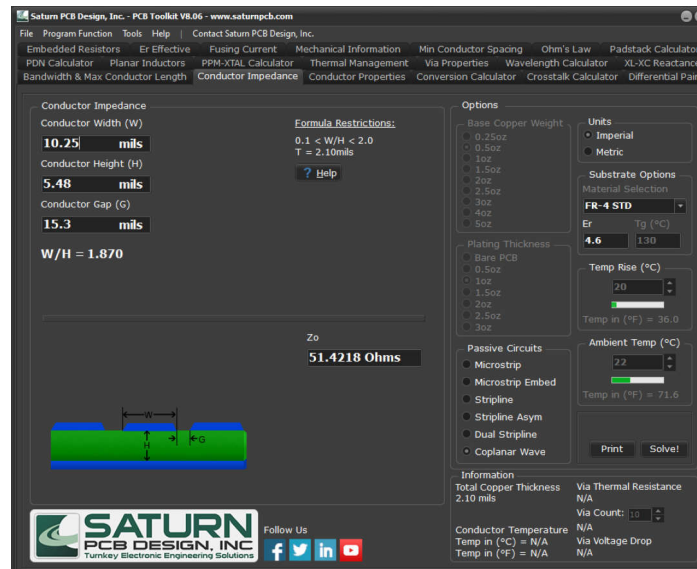 Saturn PCB Design, Inc. - PCB Toolkit V8.06 - www.saturnpcb.com
File Program Function Tools Help Contact Saturn PCB Design, Inc.
Embedded Resistors Er Effective Fusing Current Mechanical Information Min Conductor Spacing Ohm's Law Padstack Calculator
PDN Calculator Planar Inductors PPM-XTAL Calculator Thermal Management Via Properties Wavelength Calculator XL-XC Reactance
Bandwidth & Max Conductor Length Conductor Impedance Conductor Properties Conversion Calculator Crosstalk Calculator Differential Pair
Conductor Impedance
Conductor Width (W)
10.25 mils
Conductor Height (H)
5.48 mils
Conductor Gap (G)
15.3 mils
W/H = 1.870
Formula Restrictions:
0.1 < W/H < 2.0
T = 2.10mils
? Help
Zo
51.4218 Ohms
W
H
G
Options
Base Copper Weight
0.25oz
0.5oz
1oz
1.5oz
2oz
2.5oz
3oz
4oz
5oz
Plating Thickness
Bare PCB
0.5oz
1oz
1.5oz
2oz
2.5oz
3oz
Passive Circuits
Microstrip
Microstrip Embed
Stripline
Stripline Asym
Dual Stripline
Coplanar Wave
Units
Imperial
Metric
Substrate Options
Material Selection
FR-4 STD
Er Tg (°C)
4.6 130
Temp Rise (°C)
20
Temp in (°F) = 36.0
Ambient Temp (°C)
22
Temp in (°F) = 71.6
Print Solve!
Information
Total Copper Thickness
2.10 mils
Conductor Temperature
Temp in (°C) = N/A
Temp in (°F) = N/A
Via Thermal Resistance
N/A
Via Count: 10
N/A
Via Voltage Drop
N/A
SATURN
PCB DESIGN, INC
Turnkey Electronic Engineering Solutions
Follow Us
f
in